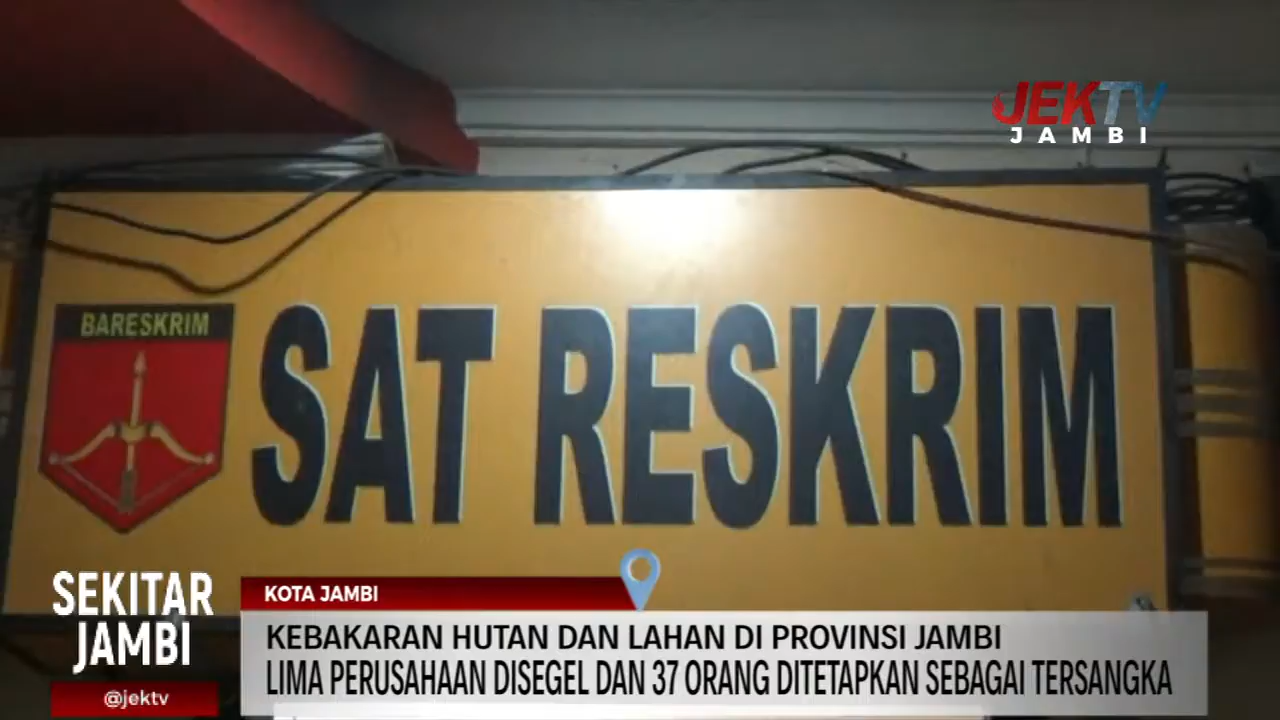 JEKTV
JAMBI
BARESKRIM
SAT RESKRIM
SEKITAR
JAMBI
@jektv
KOTA JAMBI
KEBAKARAN HUTAN DAN LAHAN DI PROVINSI JAMBI
LIMA PERUSAHAAN DISEGEL DAN 37 ORANG DITETAPKAN SEBAGAI TERSANGKA